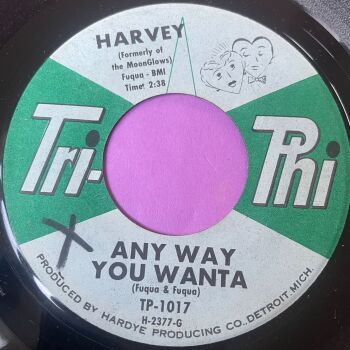 HARVEY
(Formerly of
the MoonGlows)
Fuqua - BMI
Time: 2:38
Tri-Phi
X
ANY WAY
YOU WANTA
(Fuqua & Fuqua)
TP-1017
H-2377-G
PRODUCED BY HARDYE PRODUCING CO., DETROIT, MICH.